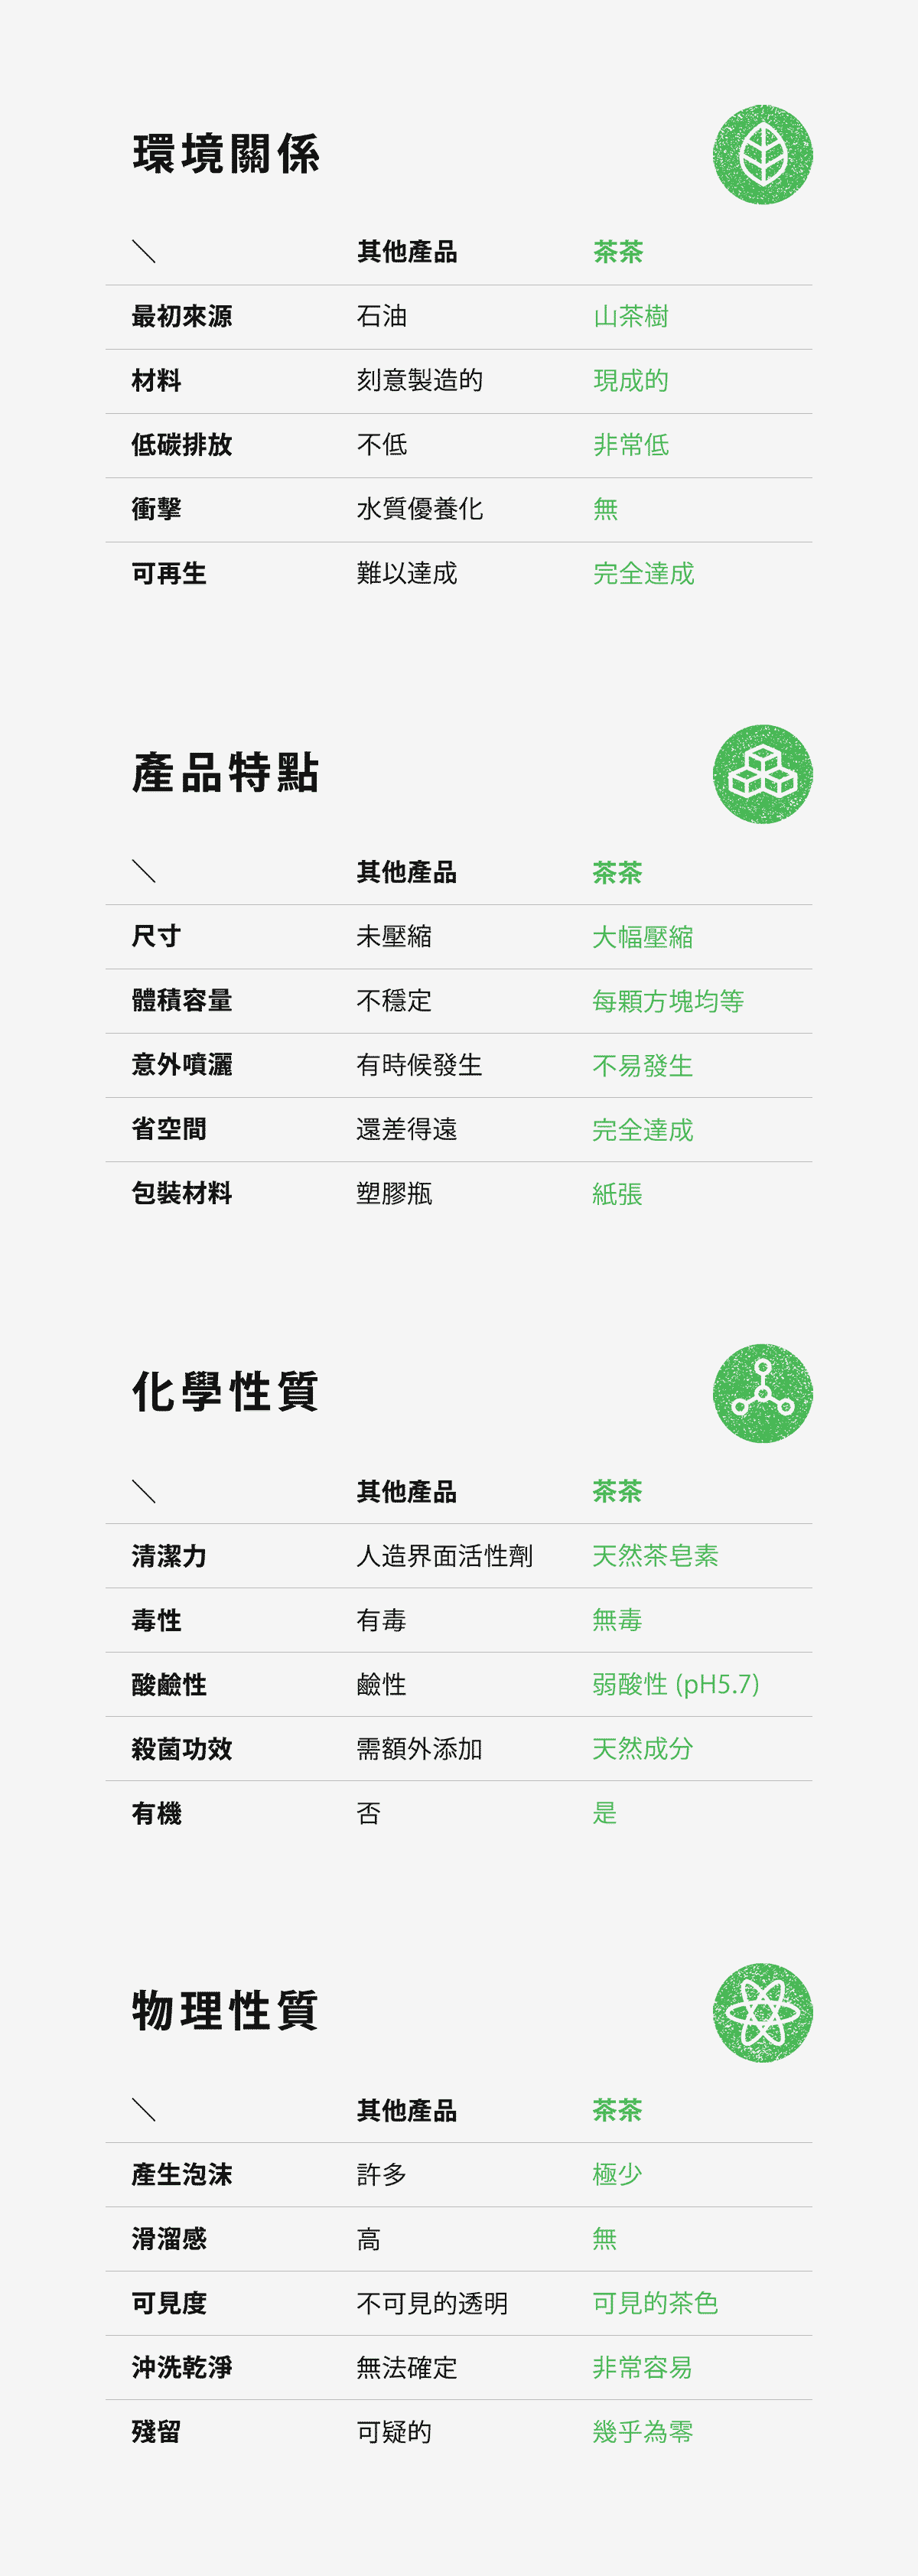 環境關係
＼ 其他產品 茶茶
最初來源 石油 山茶樹
材料 刻意製造的 現成的
低碳排放 不低 非常低
衝擊 水質優養化 無
可再生 難以達成 完全達成
產品特點
＼ 其他產品 茶茶
尺寸 未壓縮 大幅壓縮
體積容量 不穩定 每顆方塊均等
意外噴灑 有時候發生 不易發生
省空間 還差得遠 完全達成
包裝材料 塑膠瓶 紙張
化學性質
＼ 其他產品 茶茶
清潔力 人造界面活性劑 天然茶皂素
毒性 有毒 無毒
酸鹼性 鹼性 弱酸性 (pH5.7)
殺菌功效 需額外添加 天然成分
有機 否 是
物理性質
＼ 其他產品 茶茶
產生泡沫 許多 極少
滑溜感 高 無
可見度 不可見的透明 可見的茶色
沖洗乾淨 無法確定 非常容易
殘留 可疑的 幾乎為零